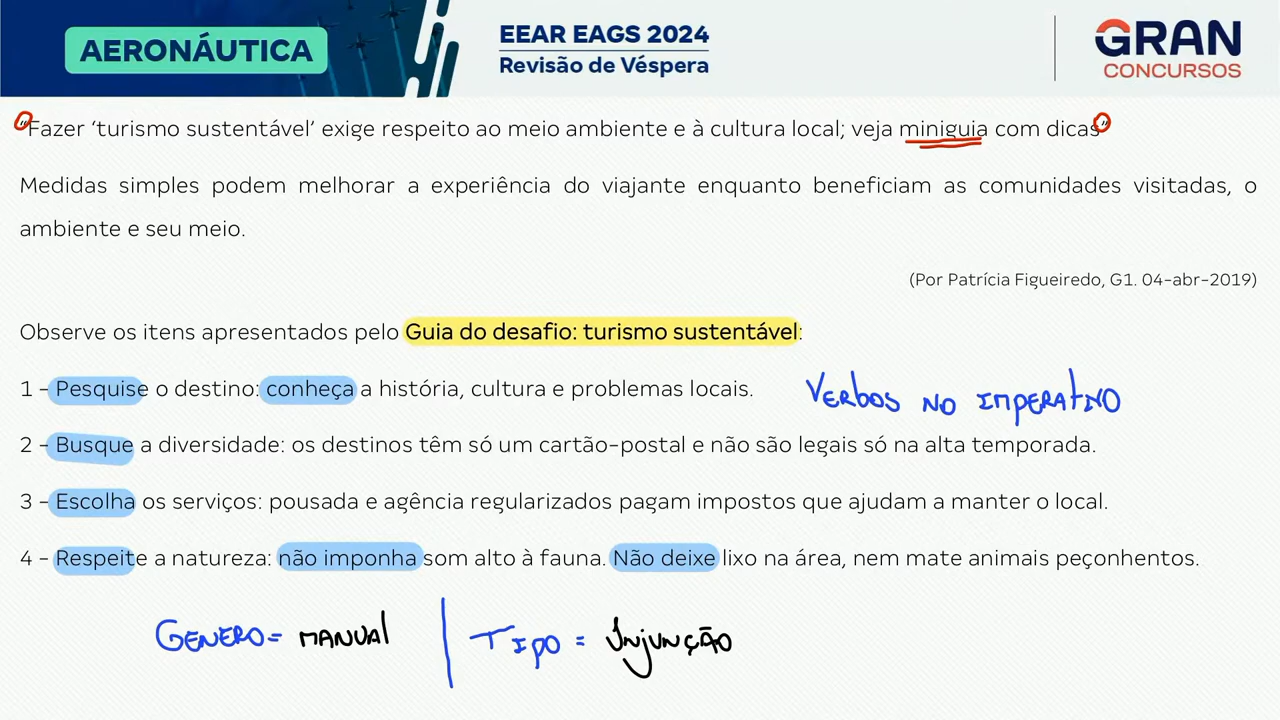 AERONÁUTICA
EEAR EAGS 2024
Revisão de Véspera
GRAN
CONCURSOS
“Fazer ‘turismo sustentável’ exige respeito ao meio ambiente e à cultura local; veja miniguia com dicas”
Medidas simples podem melhorar a experiência do viajante enquanto beneficiam as comunidades visitadas, o
ambiente e seu meio.
(Por Patrícia Figueiredo, G1. 04-abr-2019)
Observe os itens apresentados pelo Guia do desafio: turismo sustentável:
1 – Pesquise o destino: conheça a história, cultura e problemas locais.
VERBOS NO IMPERATIVO
2 – Busque a diversidade: os destinos têm só um cartão-postal e não são legais só na alta temporada.
3 – Escolha os serviços: pousada e agência regularizados pagam impostos que ajudam a manter o local.
4 – Respeite a natureza: não imponha som alto à fauna. Não deixe lixo na área, nem mate animais peçonhentos.
GENERO = MANUAL | TIPO = INJUNÇÃO